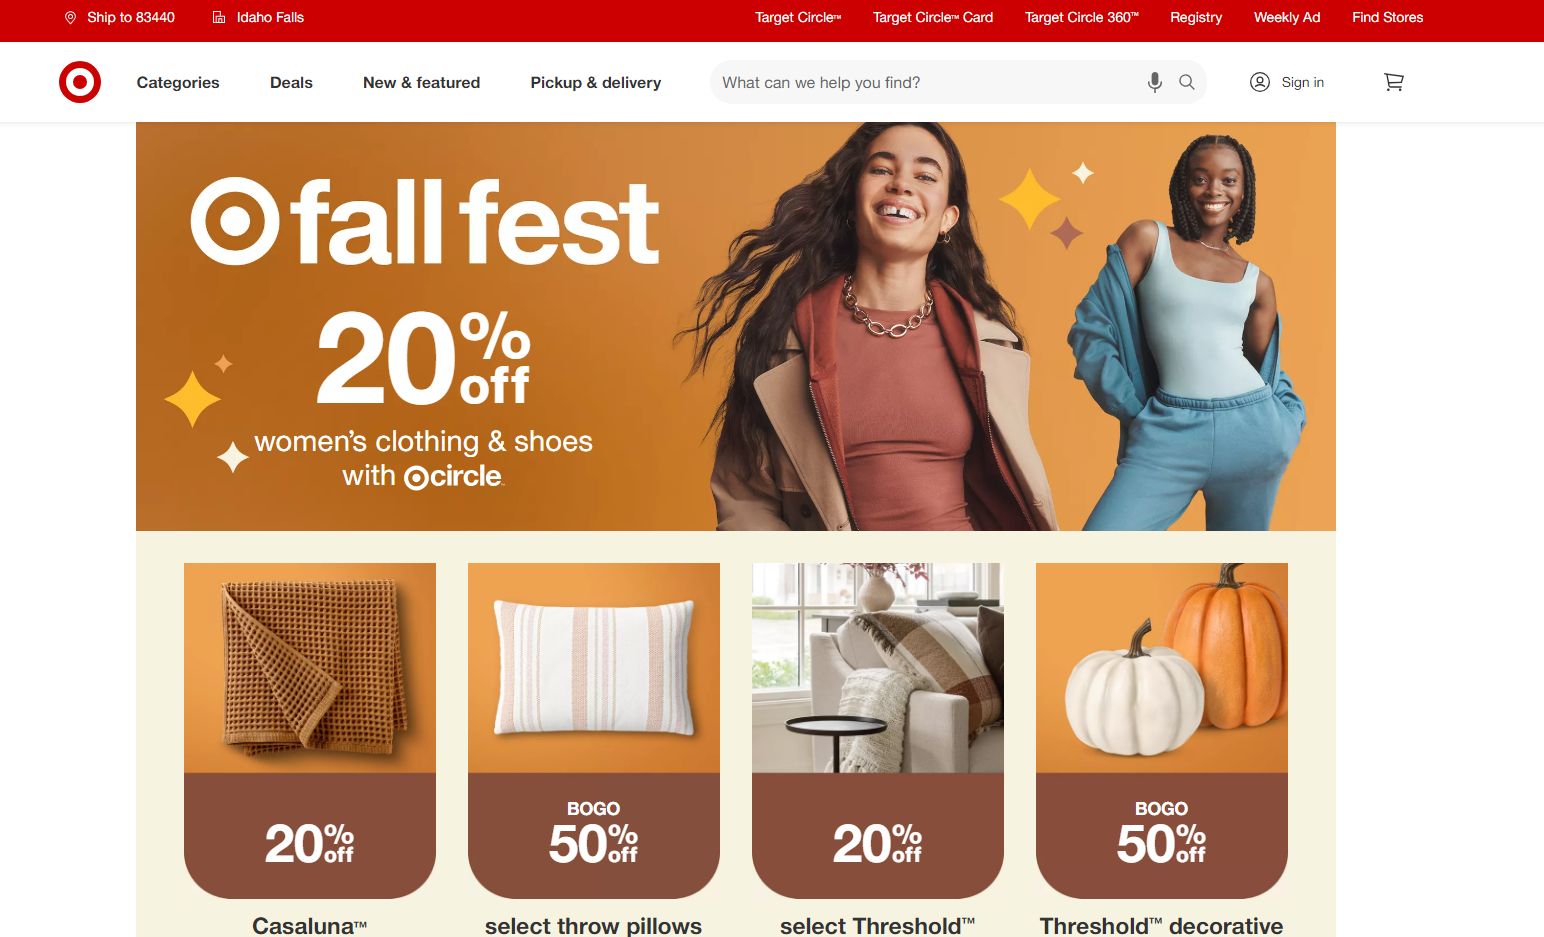 Ship to 83440
Idaho Falls
Target Circle™
Target Circle™ Card
Target Circle 360™
Registry
Weekly Ad
Find Stores
Categories
Deals
New & featured
Pickup & delivery
What can we help you find?
Sign in
fall fest
20% off
women's clothing & shoes
with circle™
20% off
BOGO
50% off
20% off
BOGO
50% off
Casaluna™
select throw pillows
select Threshold™
Threshold™ decorative